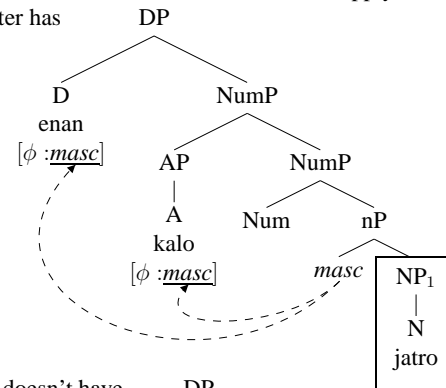 ter has DP
D NumP
enan
[ϕ :masc] AP NumP
A Num nP
kalo
[ϕ :masc] masc NP1
N
jatro
doesn't have DP